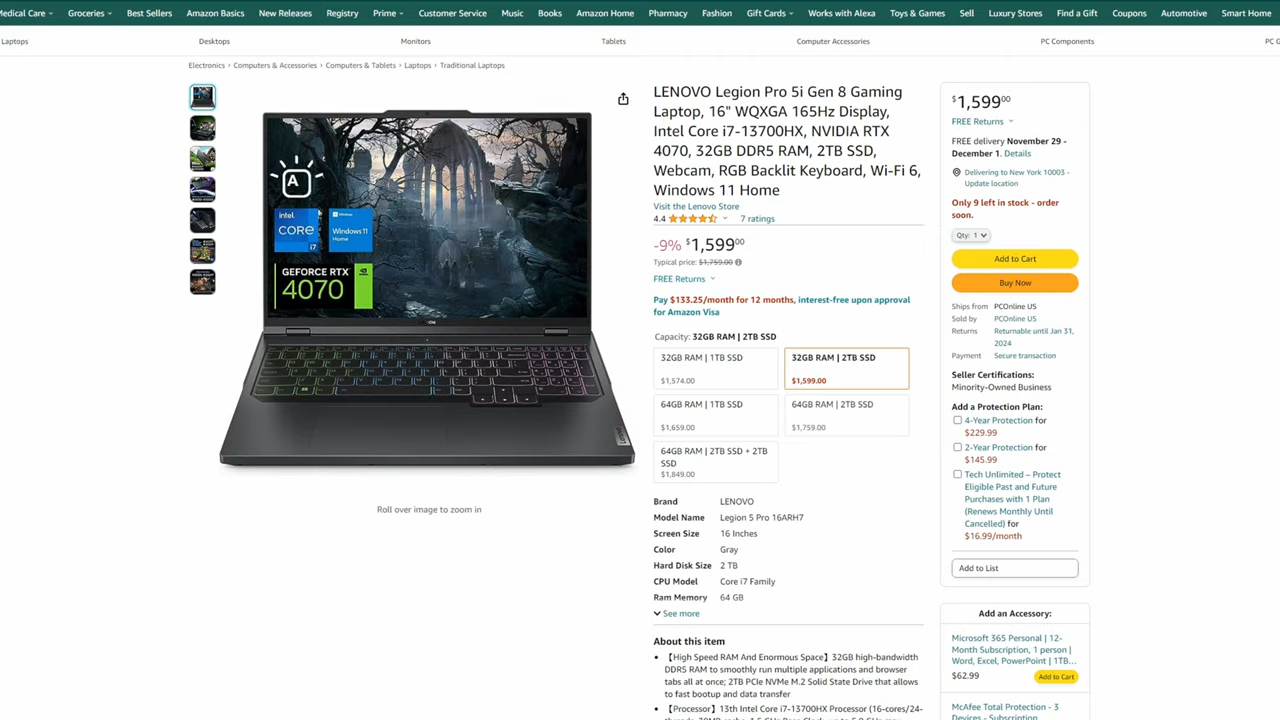 Medical Care Groceries Best Sellers Amazon Basics New Releases Registry Prime Customer Service Music Books Amazon Home Pharmacy Fashion Gift Cards Works with Alexa Toys & Games Sell Luxury Stores Find a Gift Coupons Automotive Smart Home
Laptops Desktops Monitors Tablets Computer Accessories PC Components PC G
Electronics › Computers & Accessories › Computers & Tablets › Laptops › Traditional Laptops
A
intel
CORE
i7
Windows
Windows 11
Home
GEFORCE RTX
4070
Roll over image to zoom in
LENOVO Legion Pro 5i Gen 8 Gaming
Laptop, 16" WQXGA 165Hz Display,
Intel Core i7-13700HX, NVIDIA RTX
4070, 32GB DDR5 RAM, 2TB SSD,
Webcam, RGB Backlit Keyboard, Wi-Fi 6,
Windows 11 Home
Visit the Lenovo Store
4.4 7 ratings
-9% $1,59900
Typical price: $1,759.00
FREE Returns
Pay $133.25/month for 12 months, interest-free upon approval
for Amazon Visa
Capacity: 32GB RAM | 2TB SSD
32GB RAM | 1TB SSD
$1,574.00
32GB RAM | 2TB SSD
$1,599.00
64GB RAM | 1TB SSD
$1,659.00
64GB RAM | 2TB SSD
$1,759.00
64GB RAM | 2TB SSD + 2TB
SSD
$1,849.00
Brand LENOVO
Model Name Legion 5 Pro 16ARH7
Screen Size 16 Inches
Color Gray
Hard Disk Size 2 TB
CPU Model Core i7 Family
Ram Memory 64 GB
See more
About this item
• 【High Speed RAM And Enormous Space】32GB high-bandwidth
DDR5 RAM to smoothly run multiple applications and browser
tabs all at once; 2TB PCIe NVMe M.2 Solid State Drive that allows
to fast bootup and data transfer
• 【Processor】13th Intel Core i7-13700HX Processor (16-cores/24-
$1,59900
FREE Returns
FREE delivery November 29 -
December 1. Details
Delivering to New York 10003 -
Update location
Only 9 left in stock - order
soon.
Qty: 1
Add to Cart
Buy Now
Ships from PCOnline US
Sold by PCOnline US
Returns Returnable until Jan 31,
2024
Payment Secure transaction
Seller Certifications:
Minority-Owned Business
Add a Protection Plan:
4-Year Protection for
$229.99
2-Year Protection for
$145.99
Tech Unlimited – Protect
Eligible Past and Future
Purchases with 1 Plan
(Renews Monthly Until
Cancelled) for
$16.99/month
Add to List
Add an Accessory:
Microsoft 365 Personal | 12-
Month Subscription, 1 person |
Word, Excel, PowerPoint | 1TB...
$62.99 Add to Cart
McAfee Total Protection - 3
Devices - Subscription